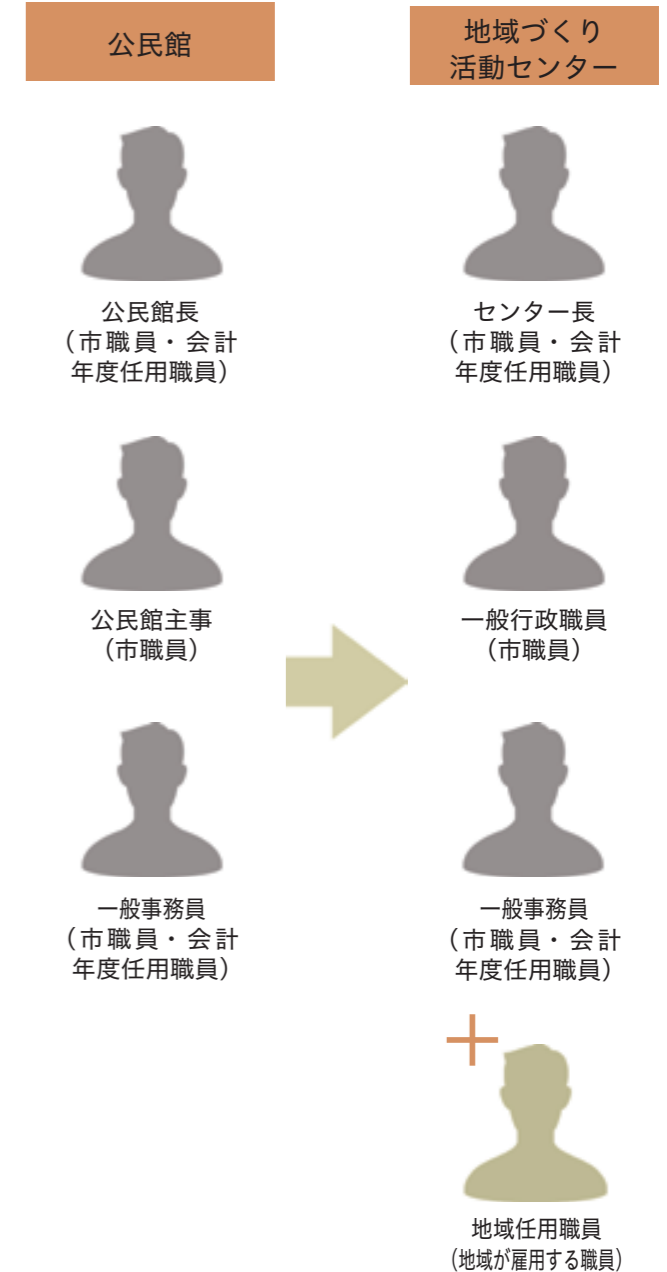 公民館
公民館長
（市職員・会計
年度任用職員）
公民館主事
（市職員）
一般事務員
（市職員・会計
年度任用職員）
地域づくり
活動センター
センター長
（市職員・会計
年度任用職員）
一般行政職員
（市職員）
一般事務員
（市職員・会計
年度任用職員）
地域任用職員
（地域が雇用する職員）